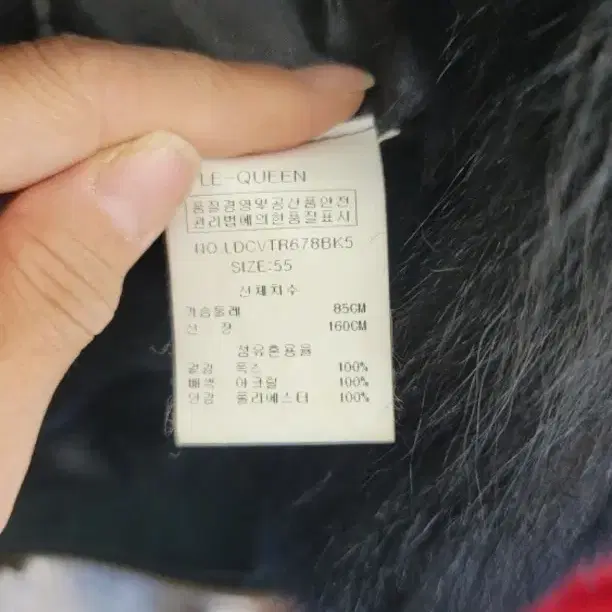 LE-QUEEN
품질경영및공산품안전
관리법에의한품질표시
NO.LDCVTR678BK5
SIZE:55
신체치수
가슴둘레 85CM
신 장 160CM
섬유혼용률
겉감 폭스 100%
배색 아크릴 100%
안감 폴리에스터 100%